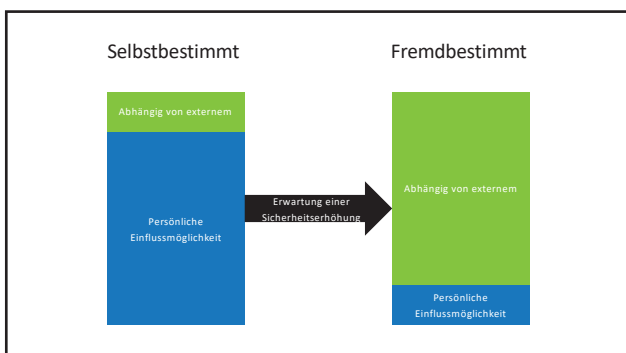 Selbstbestimmt
Fremdbestimmt
Abhängig von externem
Persönliche
Einflussmöglichkeit
Erwartung einer
Sicherheitserhöhung
Abhängig von externem
Persönliche
Einflussmöglichkeit